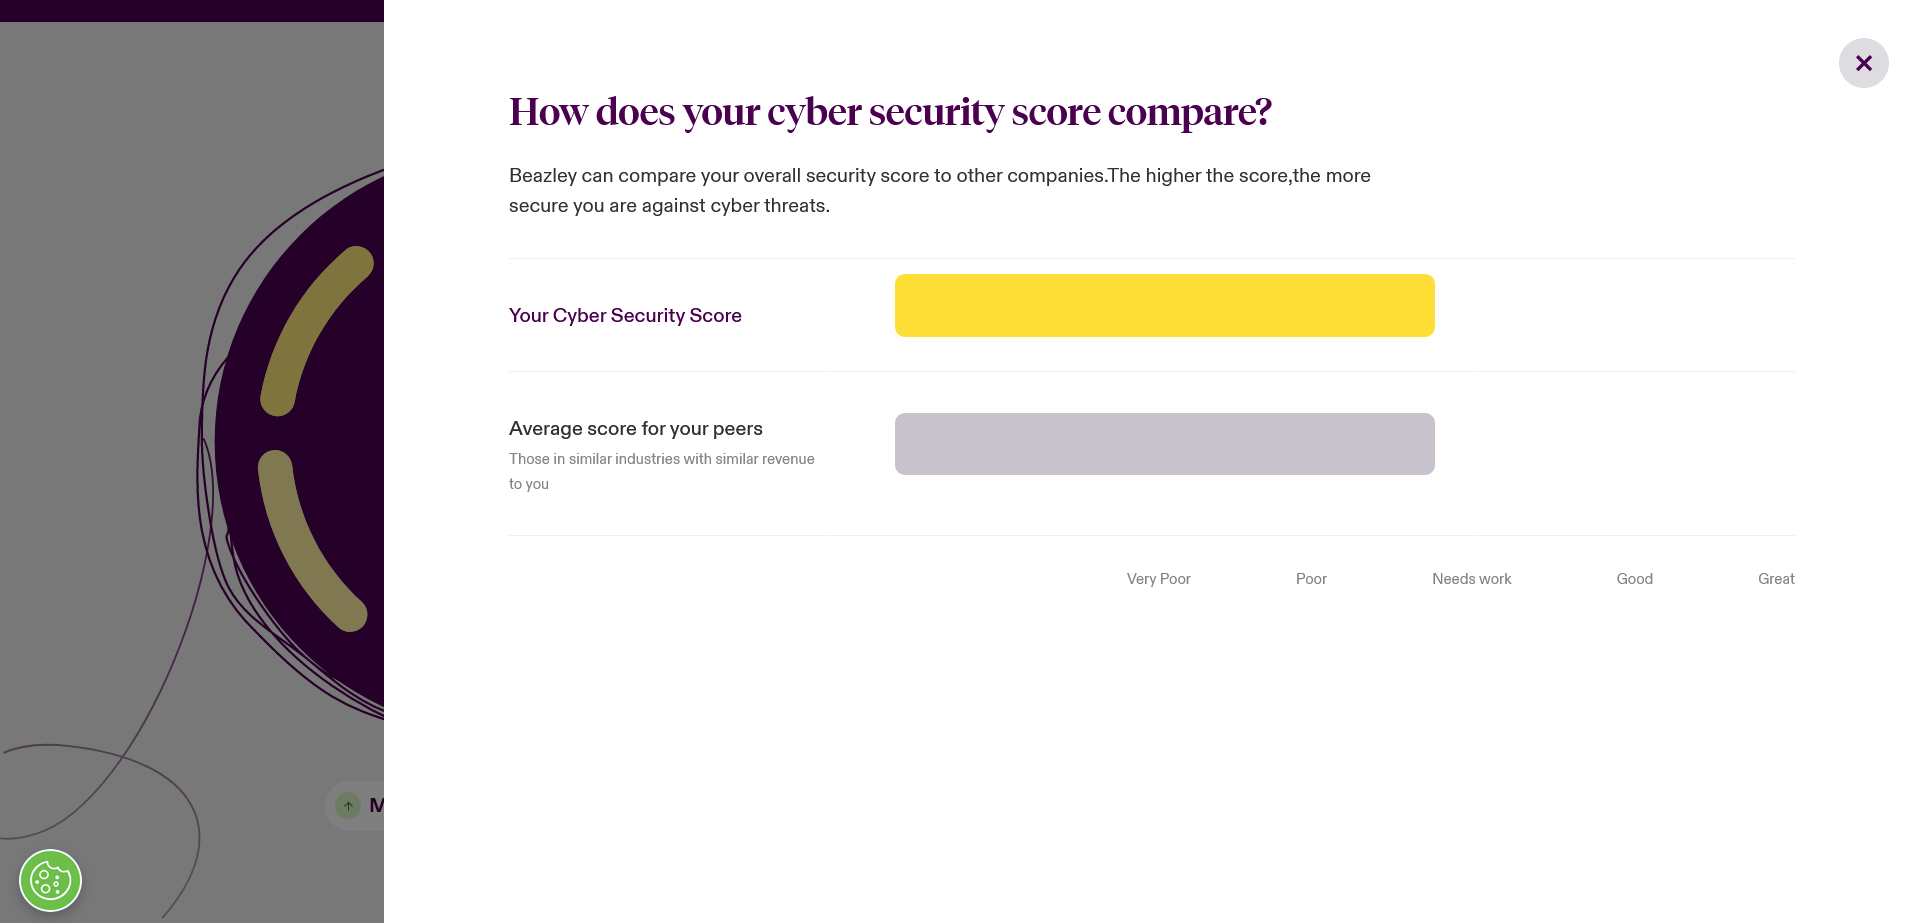 How does your cyber security score compare?
Beazley can compare your overall security score to other companies.The higher the score,the more
secure you are against cyber threats.
Your Cyber Security Score
Average score for your peers
Those in similar industries with similar revenue
to you
Very Poor Poor Needs work Good Great